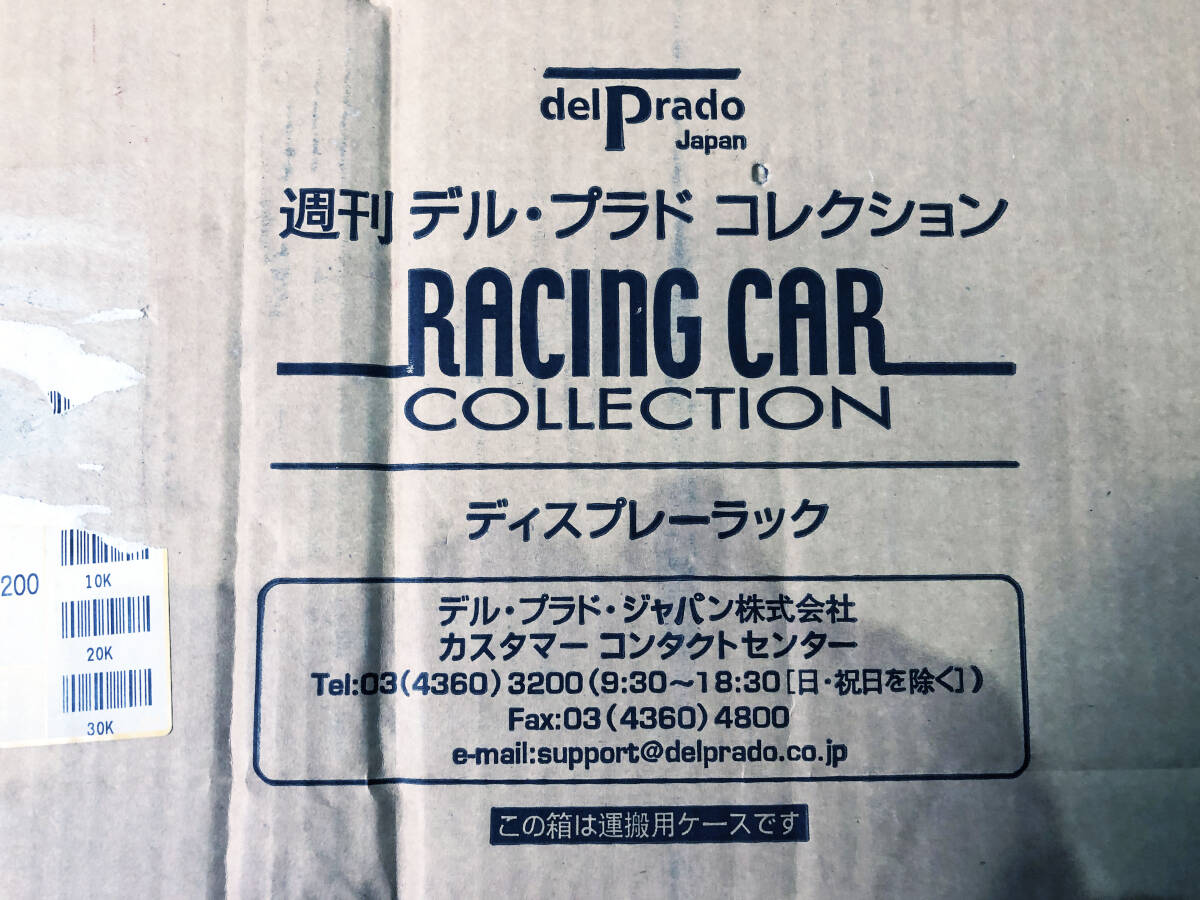 delPrado
Japan
週刊 デル・プラド コレクション
RACING CAR
COLLECTION
ディスプレーラック
デル・プラド・ジャパン株式会社
カスタマー コンタクトセンター
Tel:03(4360)3200(9:30～18:30[日・祝日を除く])
Fax:03(4360)4800
e-mail:support@delprado.co.jp
この箱は運搬用ケースです
200
10K
20K
30K